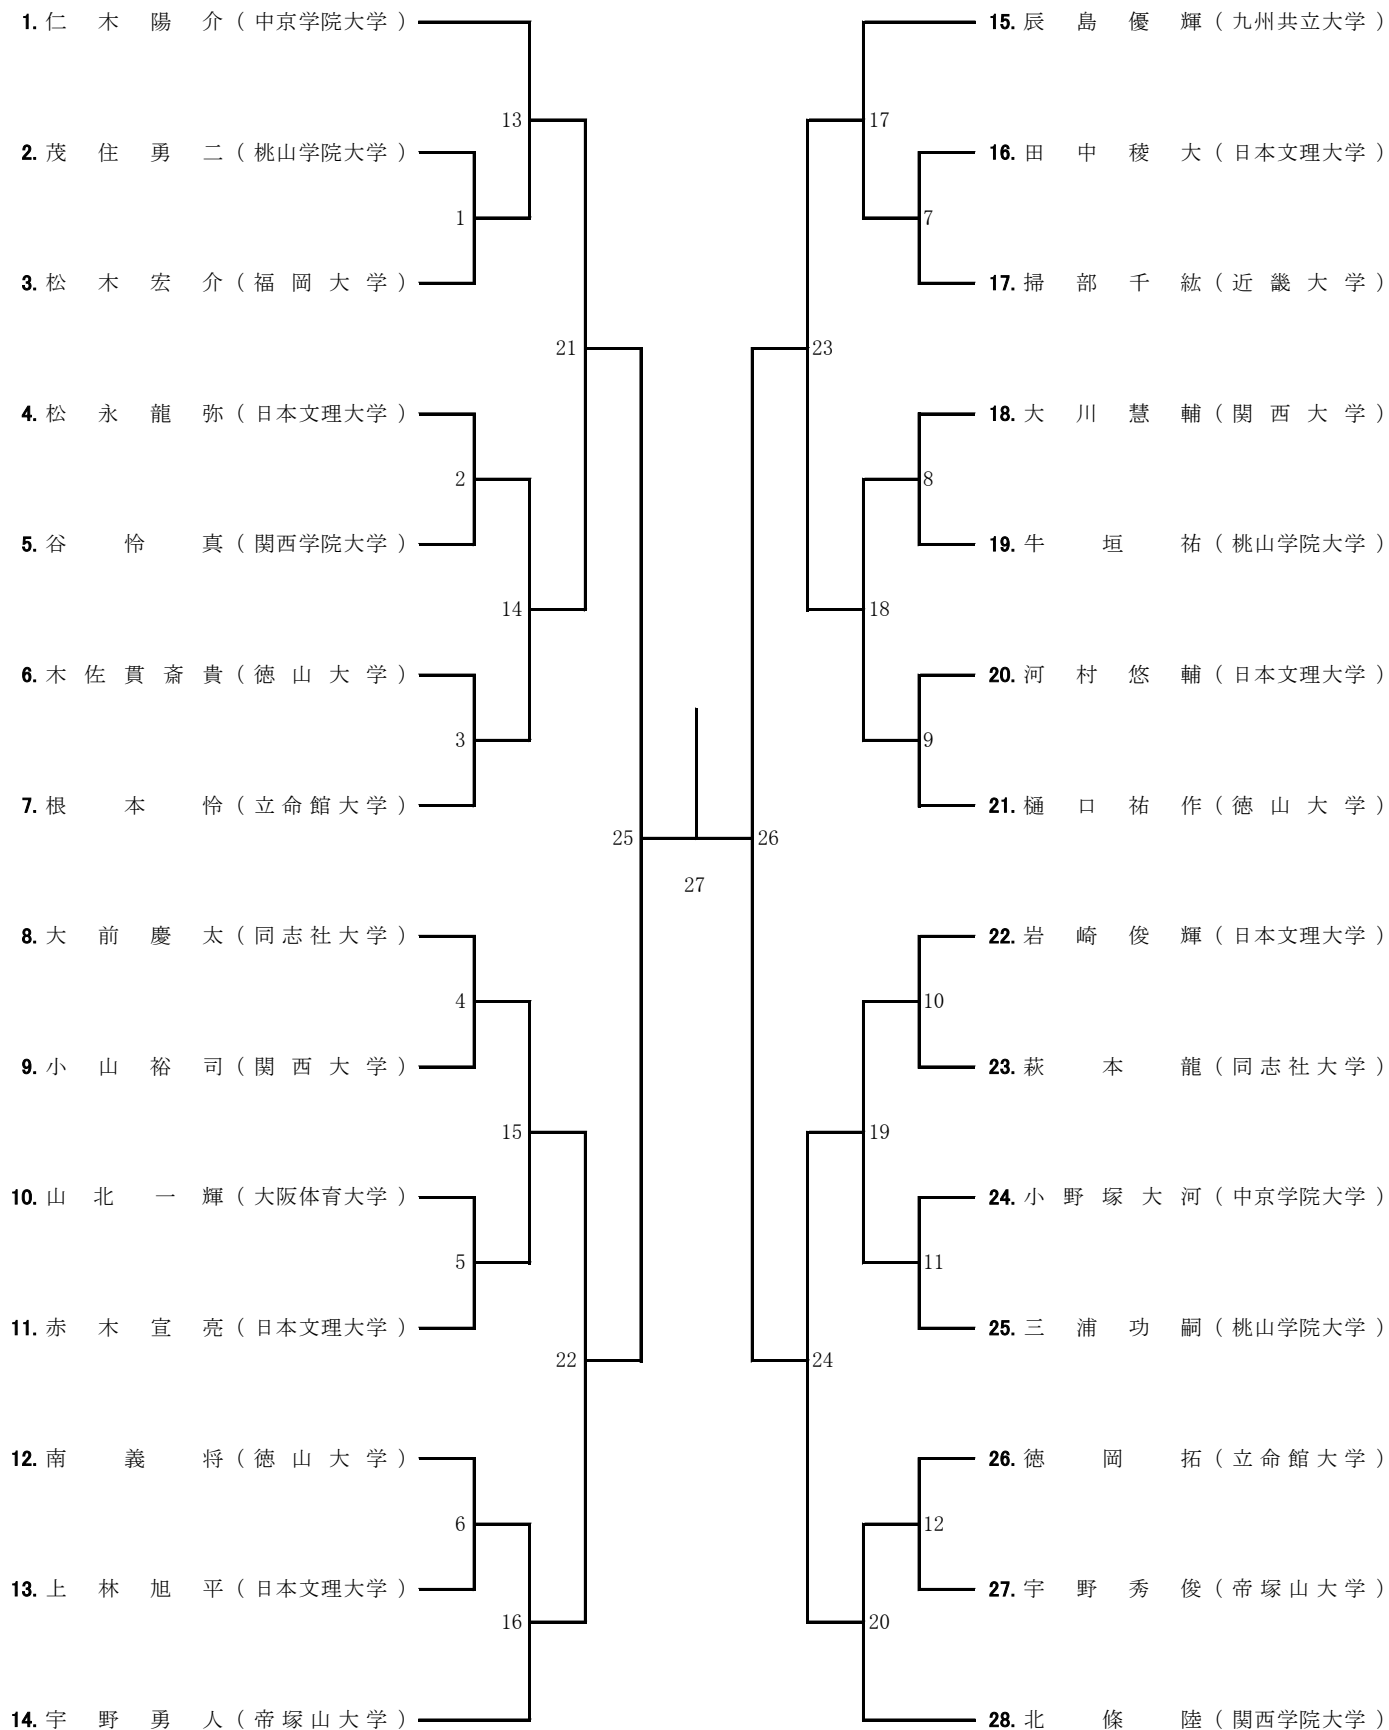 1. 仁木陽介 (中京学院大学)
13
2. 茂住勇二 (桃山学院大学)
1
3. 松木宏介 (福岡大学)
21
4. 松永龍弥 (日本文理大学)
2
5. 谷怜真 (関西学院大学)
14
6. 木佐貫斎貴 (徳山大学)
3
7. 根本怜 (立命館大学)
25
8. 大前慶太 (同志社大学)
4
9. 小山裕司 (関西大学)
15
10. 山北一輝 (大阪体育大学)
5
11. 赤木宣亮 (日本文理大学)
22
12. 南義将 (徳山大学)
6
13. 上林旭平 (日本文理大学)
16
14. 宇野勇人 (帝塚山大学)
27
15. 辰島優輝 (九州共立大学)
17
16. 田中稜大 (日本文理大学)
7
17. 掃部千紘 (近畿大学)
23
18. 大川慧輔 (関西大学)
8
19. 牛垣祐 (桃山学院大学)
18
20. 河村悠輔 (日本文理大学)
9
21. 樋口祐作 (徳山大学)
26
22. 岩崎俊輝 (日本文理大学)
10
23. 萩本龍 (同志社大学)
19
24. 小野塚大河 (中京学院大学)
11
25. 三浦功嗣 (桃山学院大学)
24
26. 徳岡拓 (立命館大学)
12
27. 宇野秀俊 (帝塚山大学)
20
28. 北條陸 (関西学院大学)